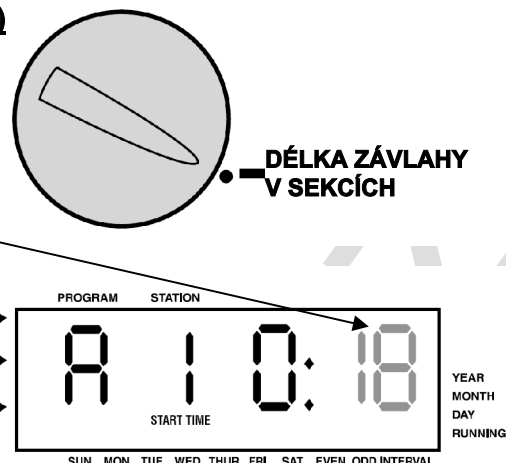 DÉLKA ZÁVLAHY
V SEKCÍCH
PROGRAM STATION
A 1 0:18
START TIME
YEAR
MONTH
DAY
RUNNING
SUN MON TUE WED THUR FRI SAT EVEN ODD INTERVAL